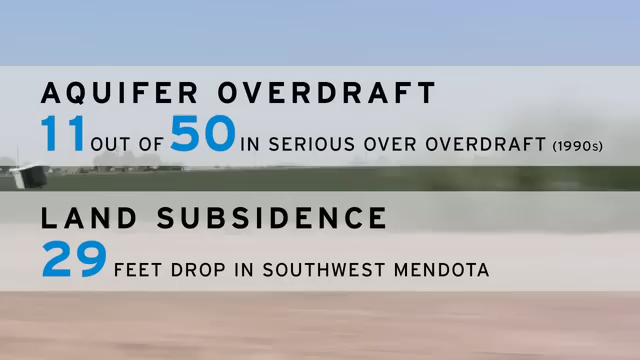 AQUIFER OVERDRAFT
11 OUT OF 50 IN SERIOUS OVER OVERDRAFT (1990s)
LAND SUBSIDENCE
29 FEET DROP IN SOUTHWEST MENDOTA